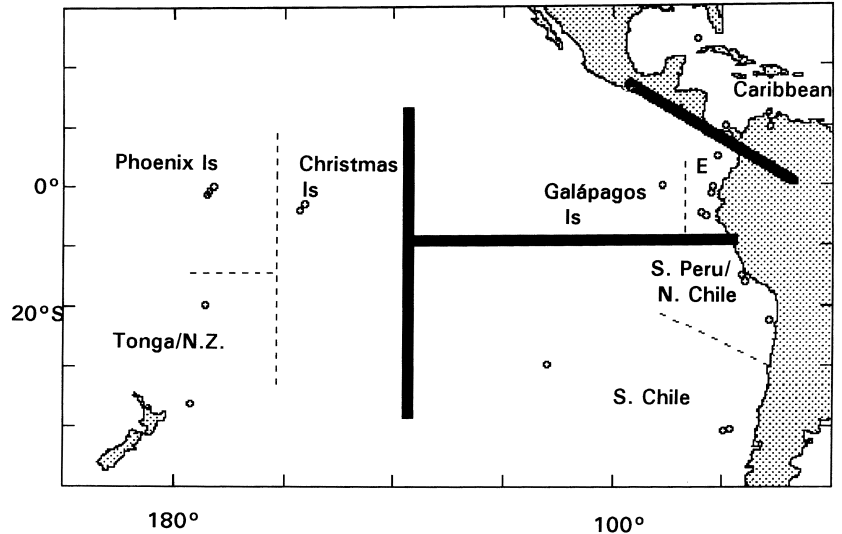 Caribbean
Phoenix Is
Christmas
Is
E
0°
Galápagos
Is
S. Peru/
N. Chile
20°S
Tonga/N.Z.
S. Chile
180°
100°